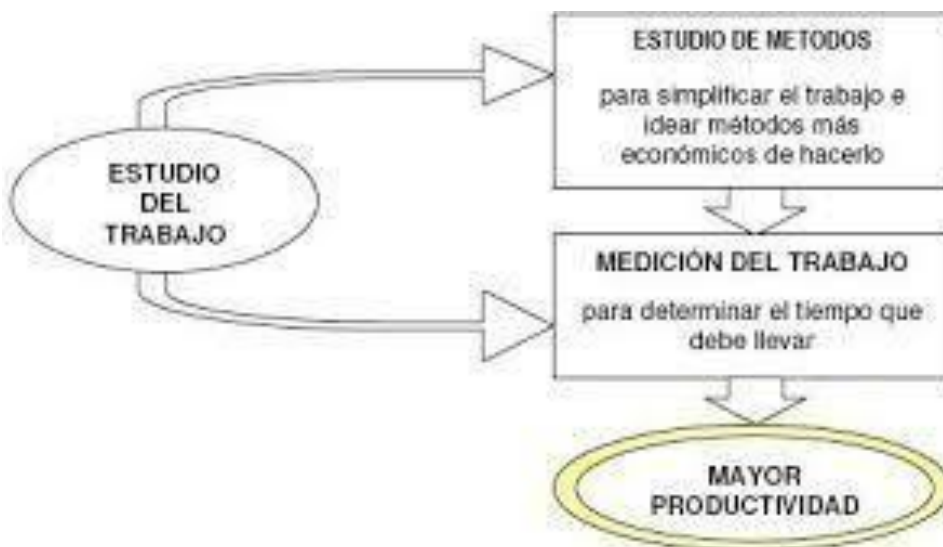 ESTUDIO
DEL
TRABAJO
ESTUDIO DE METODOS
para simplificar el trabajo e
idear métodos más
económicos de hacerlo
MEDICIÓN DEL TRABAJO
para determinar el tiempo que
debe llevar
MAYOR
PRODUCTIVIDAD